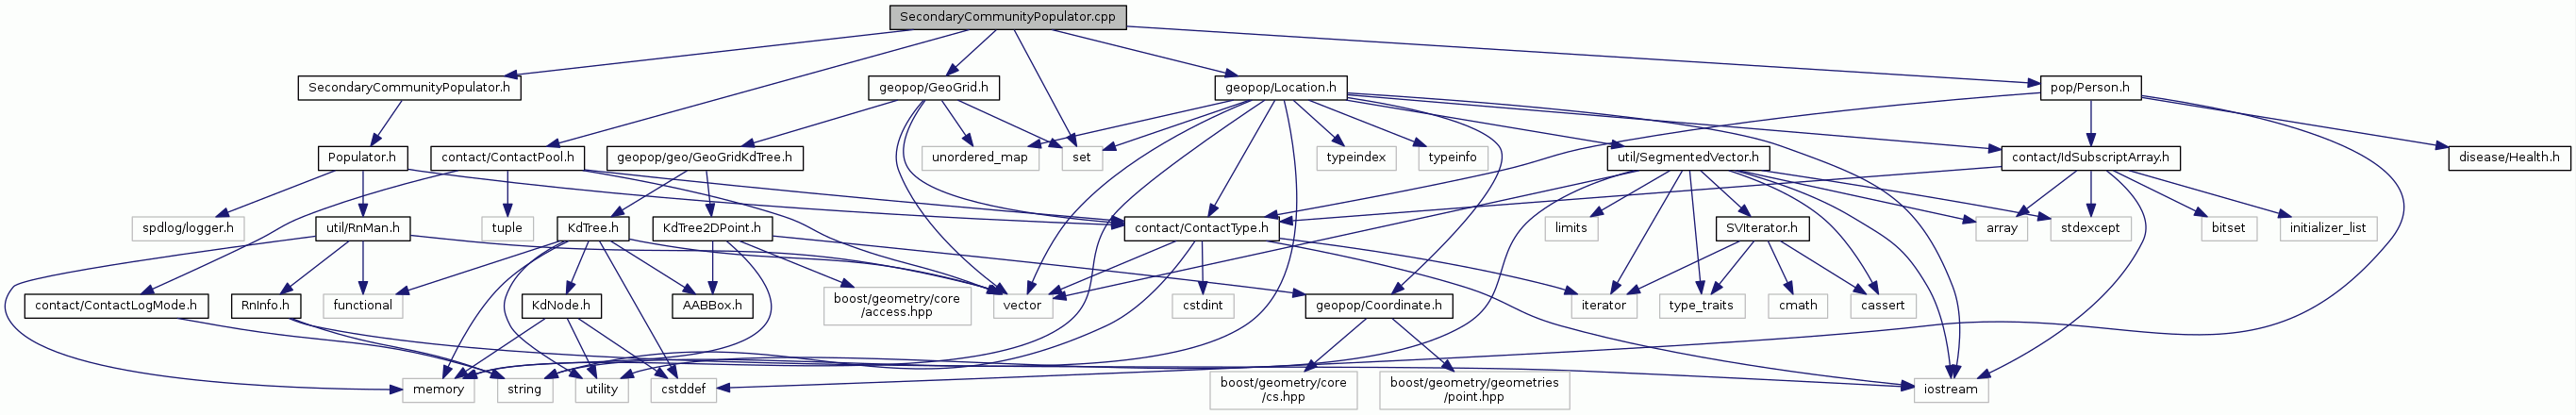 SecondaryCommunityPopulator.cpp
SecondaryCommunityPopulator.h
geopop/GeoGrid.h
geopop/Location.h
pop/Person.h
Populator.h
contact/ContactPool.h
geopop/geo/GeoGridKdTree.h
unordered_map
set
typeindex
typeinfo
util/SegmentedVector.h
contact/IdSubscriptArray.h
disease/Health.h
spdlog/logger.h
util/RnMan.h
tuple
KdTree.h
KdTree2DPoint.h
contact/ContactType.h
limits
SVIterator.h
array
stdexcept
bitset
initializer_list
contact/ContactLogMode.h
RnInfo.h
functional
KdNode.h
AABBox.h
boost/geometry/core
/access.hpp
vector
cstdint
geopop/Coordinate.h
iterator
type_traits
cmath
cassert
memory
string
utility
cstddef
boost/geometry/core
/cs.hpp
boost/geometry/geometries
/point.hpp
iostream